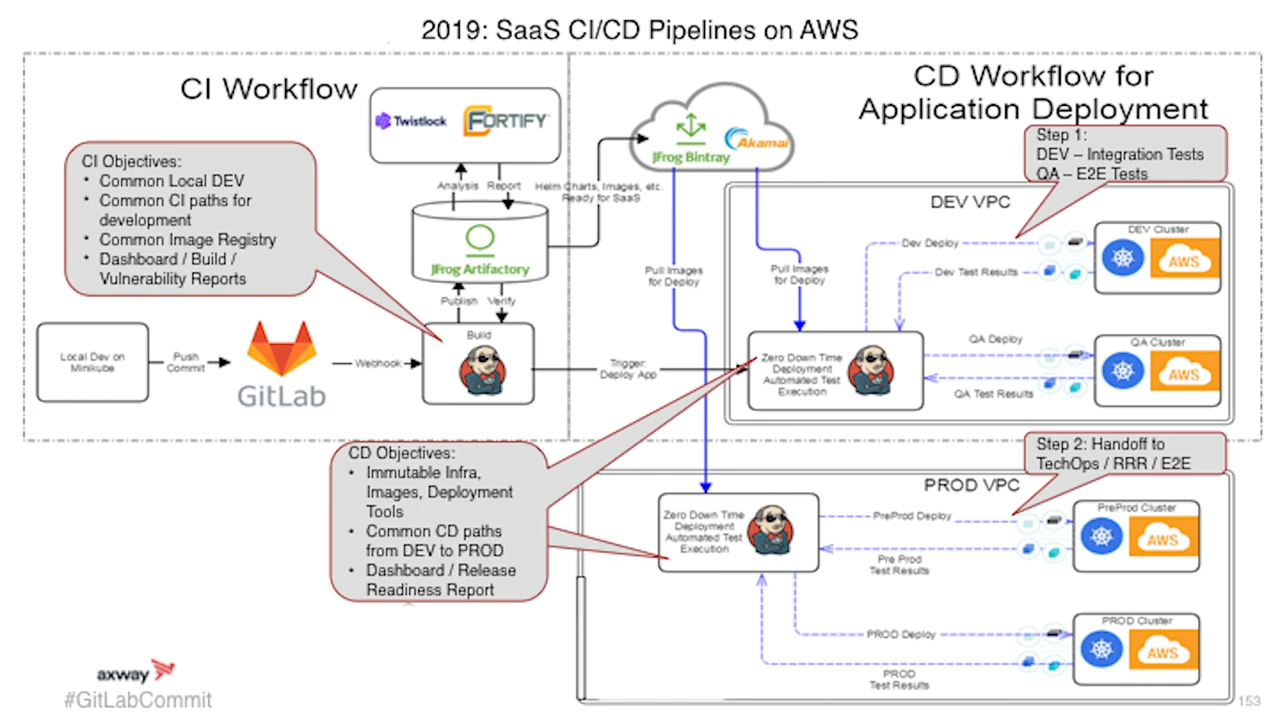 2019: SaaS CI/CD Pipelines on AWS
CI Workflow
Twistlock
FORTIFY
CI Objectives:
• Common Local DEV
• Common CI paths for
development
• Common Image Registry
• Dashboard / Build /
Vulnerability Reports
Analysis
Report
JFrog Artifactory
Publish
Verify
Local Dev on
Minikube
Push
Commit
GitLab
Webhook
Build
Helm Charts, Images, etc.
Ready for SaaS
Trigger:
Deploy App
CD Workflow for
Application Deployment
JFrog Bintray
Akamai
Step 1:
DEV – Integration Tests
QA – E2E Tests
Pull Images
for Deploy
Pull Images
for Deploy
DEV VPC
Dev Deploy
Dev Test Results
DEV Cluster
AWS
Zero Down Time
Deployment
Automated Test
Execution
QA Deploy
QA Test Results
QA Cluster
AWS
CD Objectives:
• Immutable Infra,
Images, Deployment
Tools
• Common CD paths
from DEV to PROD
• Dashboard / Release
Readiness Report
Step 2: Handoff to
TechOps / RRR / E2E
PROD VPC
Zero Down Time
Deployment
Automated Test
Execution
PreProd Deploy
Pre Prod
Test Results
PreProd Cluster
AWS
PROD Deploy
PROD
Test Results
PROD Cluster
AWS
axway
#GitLabCommit
153